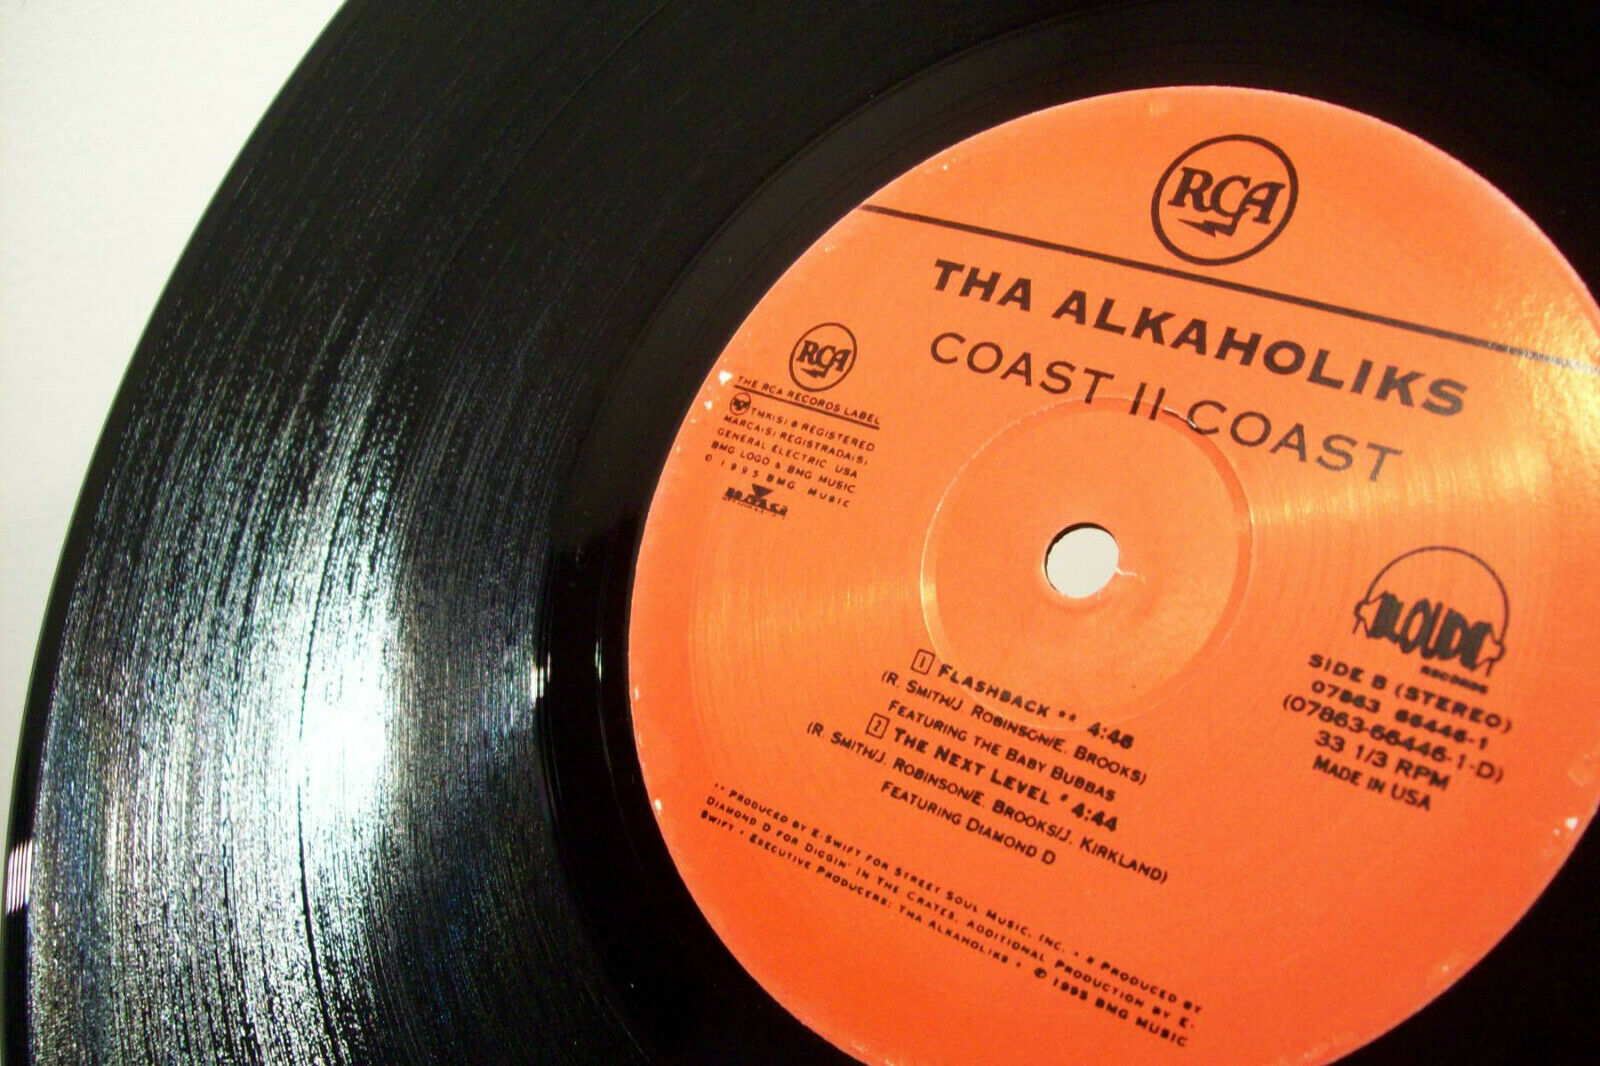 RCA
THA ALKAHOLIKS
COAST II COAST
RCA
THE RCA RECORDS LABEL
RCA TMK(S) ® REGISTERED
MARCA(S) REGISTRADA(S)
GENERAL ELECTRIC USA
BMG LOGO & BMG MUSIC
© 1995 BMG MUSIC
LOUD
RECORDS
SIDE B (STEREO)
07863 66446-1
(07863-66446-1-D)
33 1/3 RPM
MADE IN USA
1 FLASHBACK ** 4:46
(R. SMITH/J. ROBINSON/E. BROOKS)
FEATURING THE BABY BUBBAS
2 THE NEXT LEVEL * 4:44
(R. SMITH/J. ROBINSON/E. BROOKS/J. KIRKLAND)
FEATURING DIAMOND D
** PRODUCED BY E-SWIFT FOR STREET SOUL MUSIC, INC. • * PRODUCED BY
DIAMOND D FOR DIGGIN' IN THE CRATES, ADDITIONAL PRODUCTION BY E-
SWIFT • EXECUTIVE PRODUCERS: THA ALKAHOLIKS • ℗ 1995 BMG MUSIC